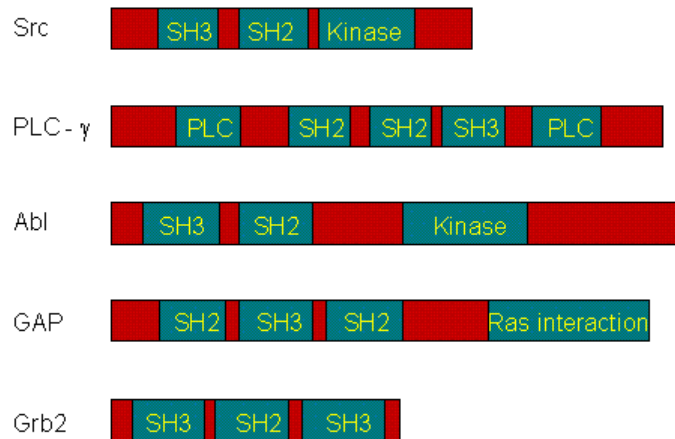 Src SH3 SH2 Kinase
PLC - γ PLC SH2 SH2 SH3 PLC
Abl SH3 SH2 Kinase
GAP SH2 SH3 SH2 Ras interaction
Grb2 SH3 SH2 SH3